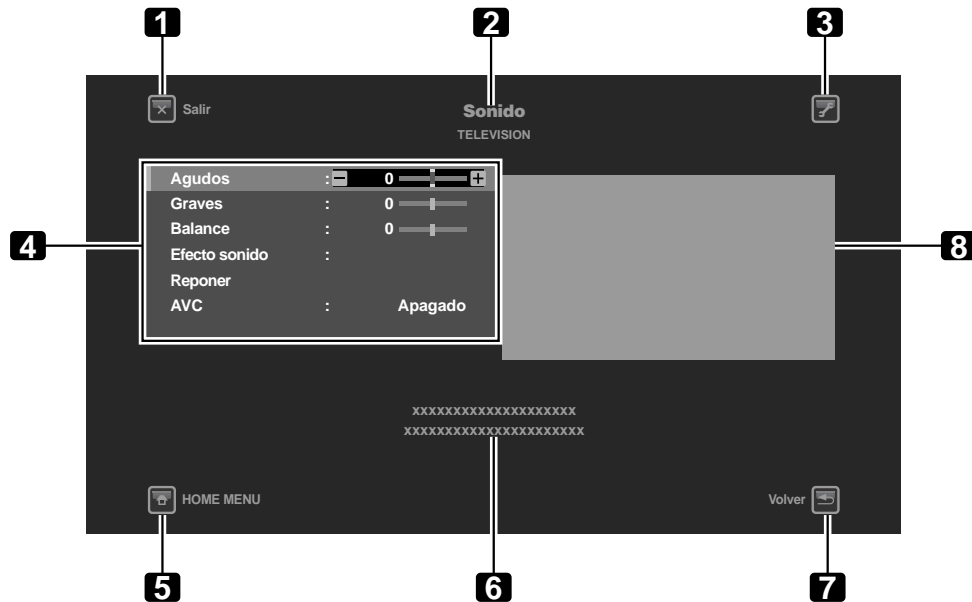 1
2
3
Salir
Sonido
TELEVISION
4
Agudos : − 0 +
Graves : 0
Balance : 0
Efecto sonido :
Reponer
AVC : Apagado
8
xxxxxxxxxxxxxxxxxxxx
xxxxxxxxxxxxxxxxxxxxxx
HOME MENU
Volver
5
6
7